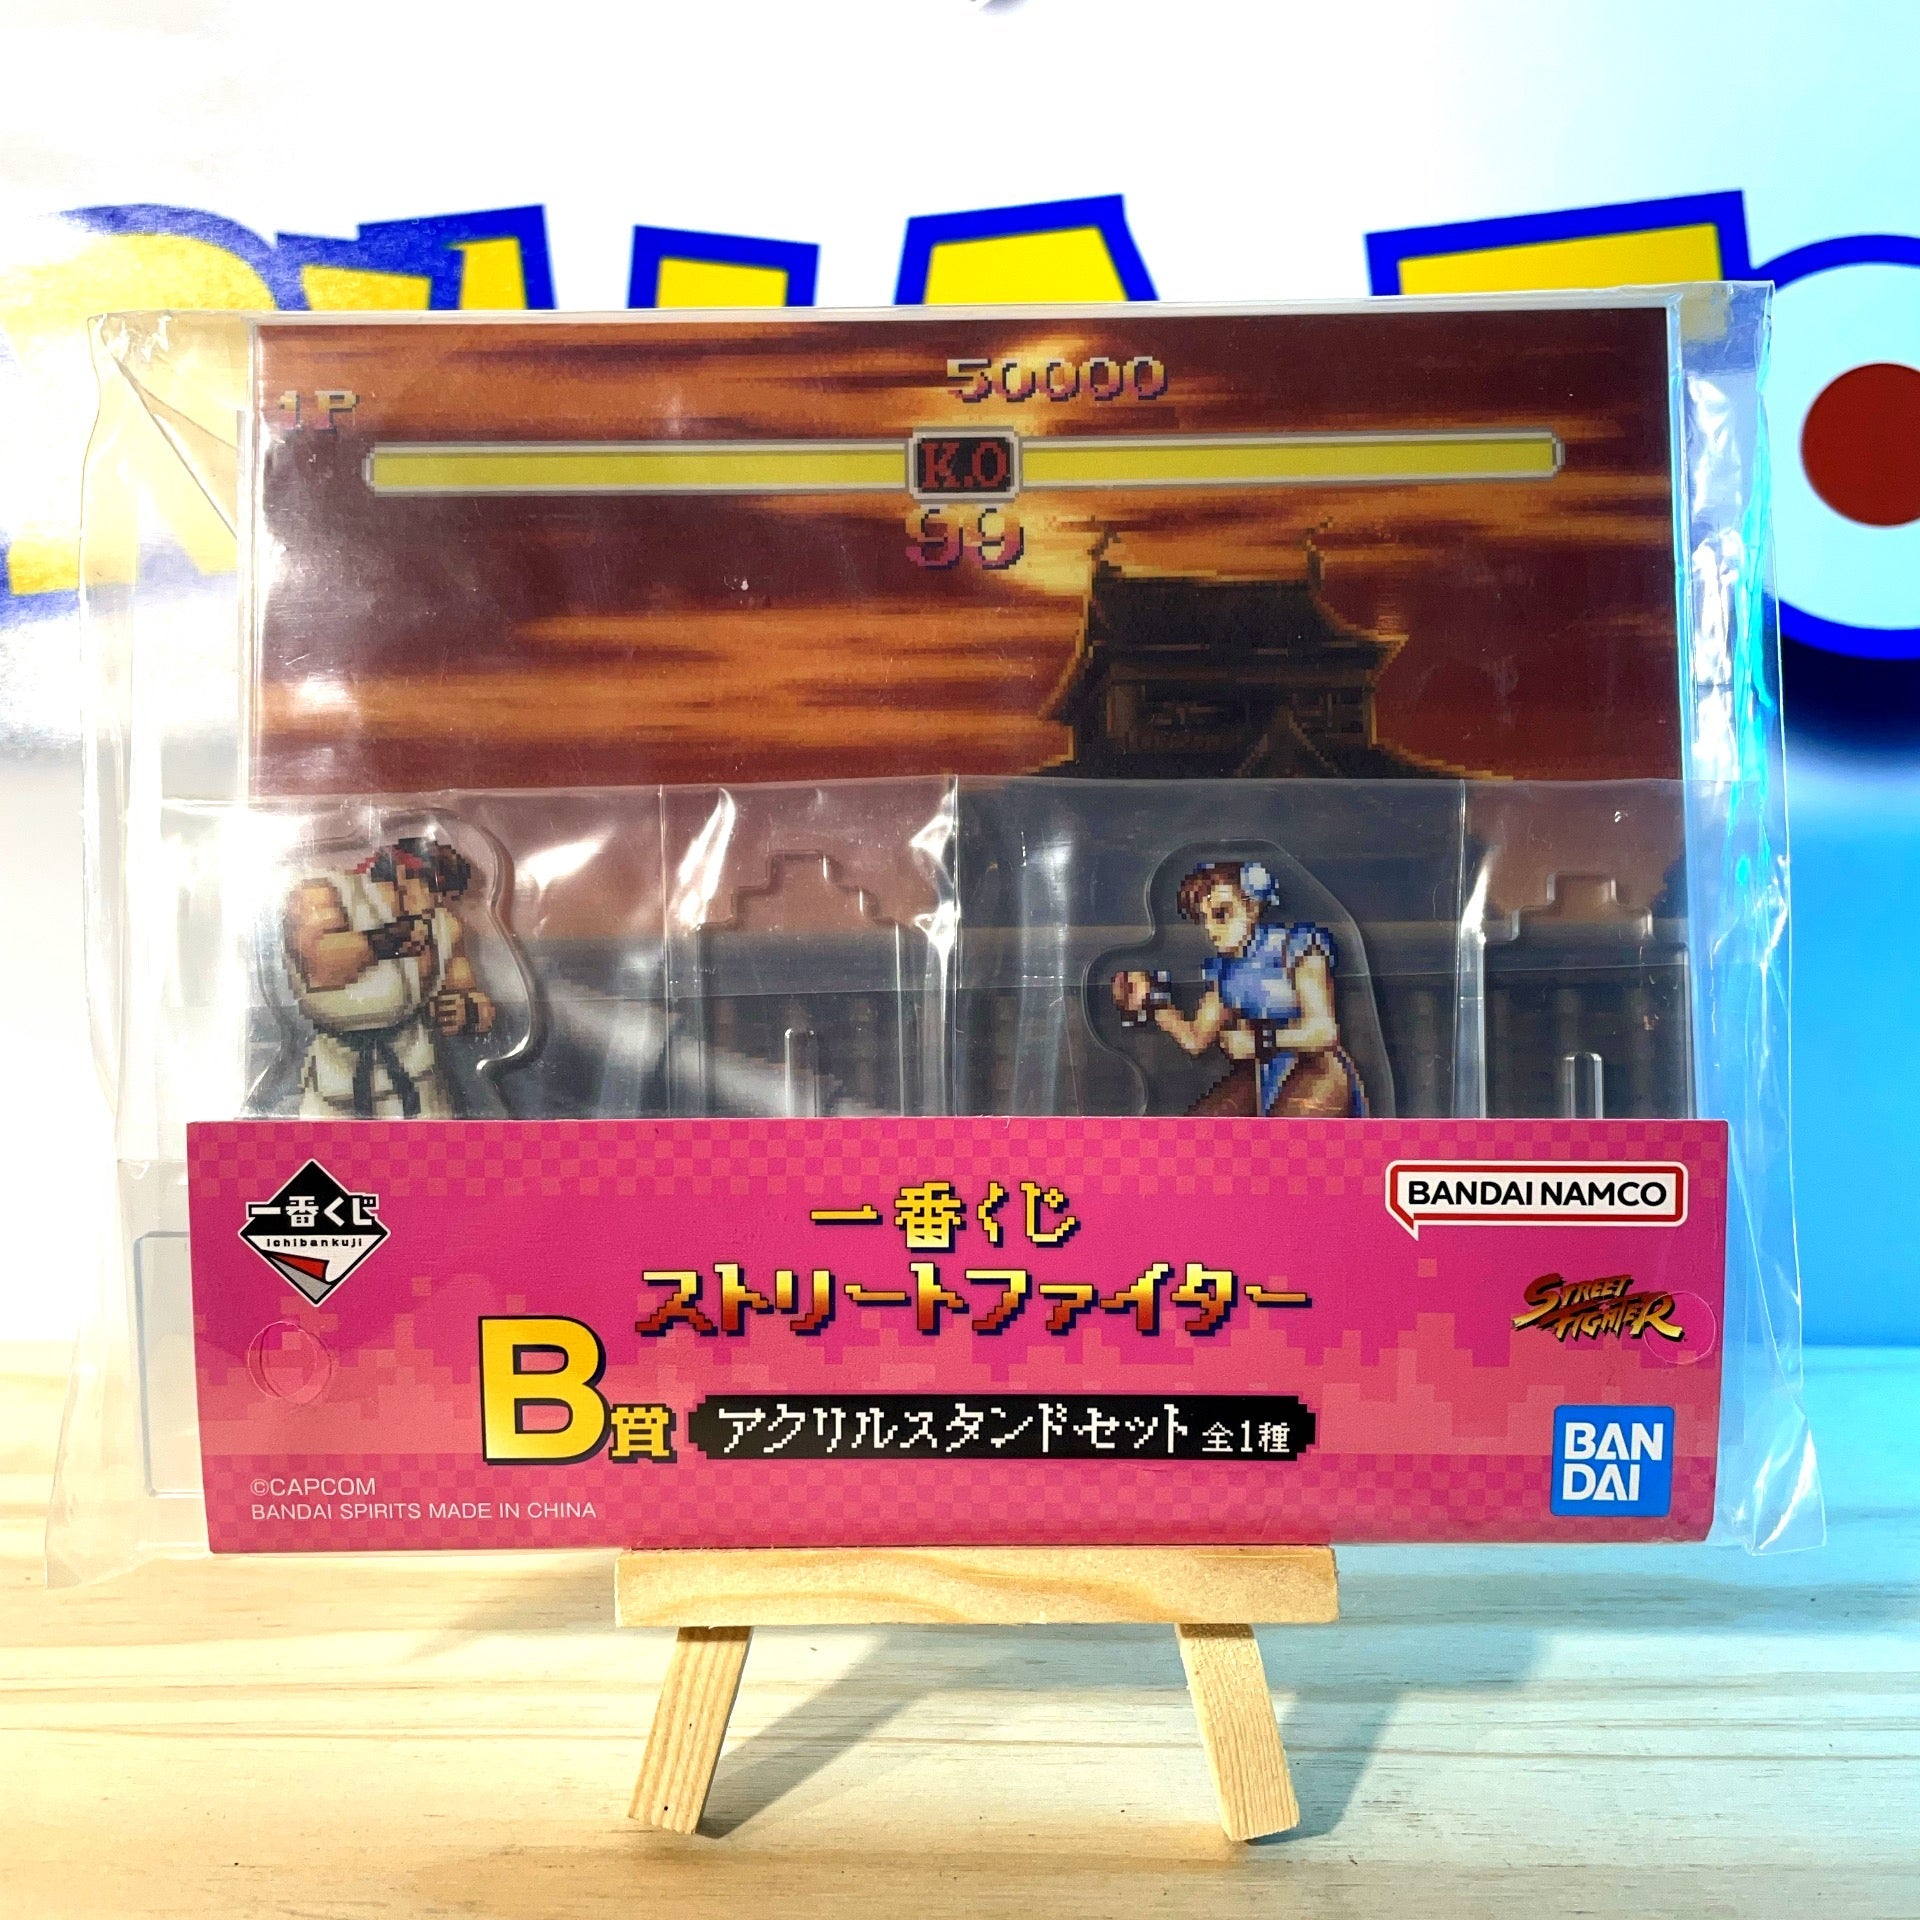 50000
1P
K.O
99
一番くじ
ichibankuji
一番くじ
BANDAI NAMCO
ストリートファイター
STREET
FIGHTER
B賞
アクリルスタンドセット 全1種
BAN
DAI
©CAPCOM
BANDAI SPIRITS MADE IN CHINA